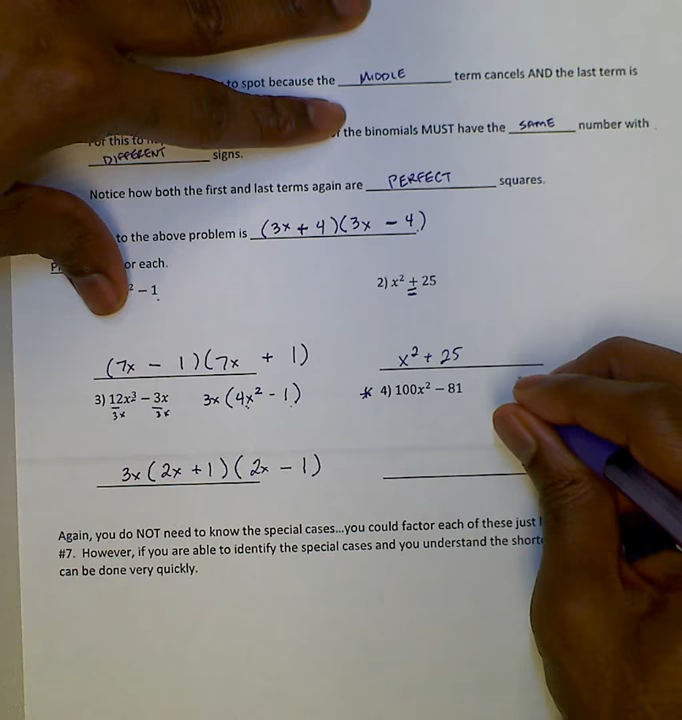 to spot because the MIDDLE term cancels AND the last term is
For this to the binomials MUST have the SAME number with
DIFFERENT signs.
Notice how both the first and last terms again are PERFECT squares.
to the above problem is (3x + 4)(3x - 4)
or each.
² – 1
2) x² + 25
(7x - 1)(7x + 1)
x² + 25
3) 12x³ – 3x 3x(4x² - 1)
3x 3x
* 4) 100x² – 81
3x(2x + 1)(2x - 1)
Again, you do NOT need to know the special cases...you could factor each of these just
#7. However, if you are able to identify the special cases and you understand the
can be done very quickly.